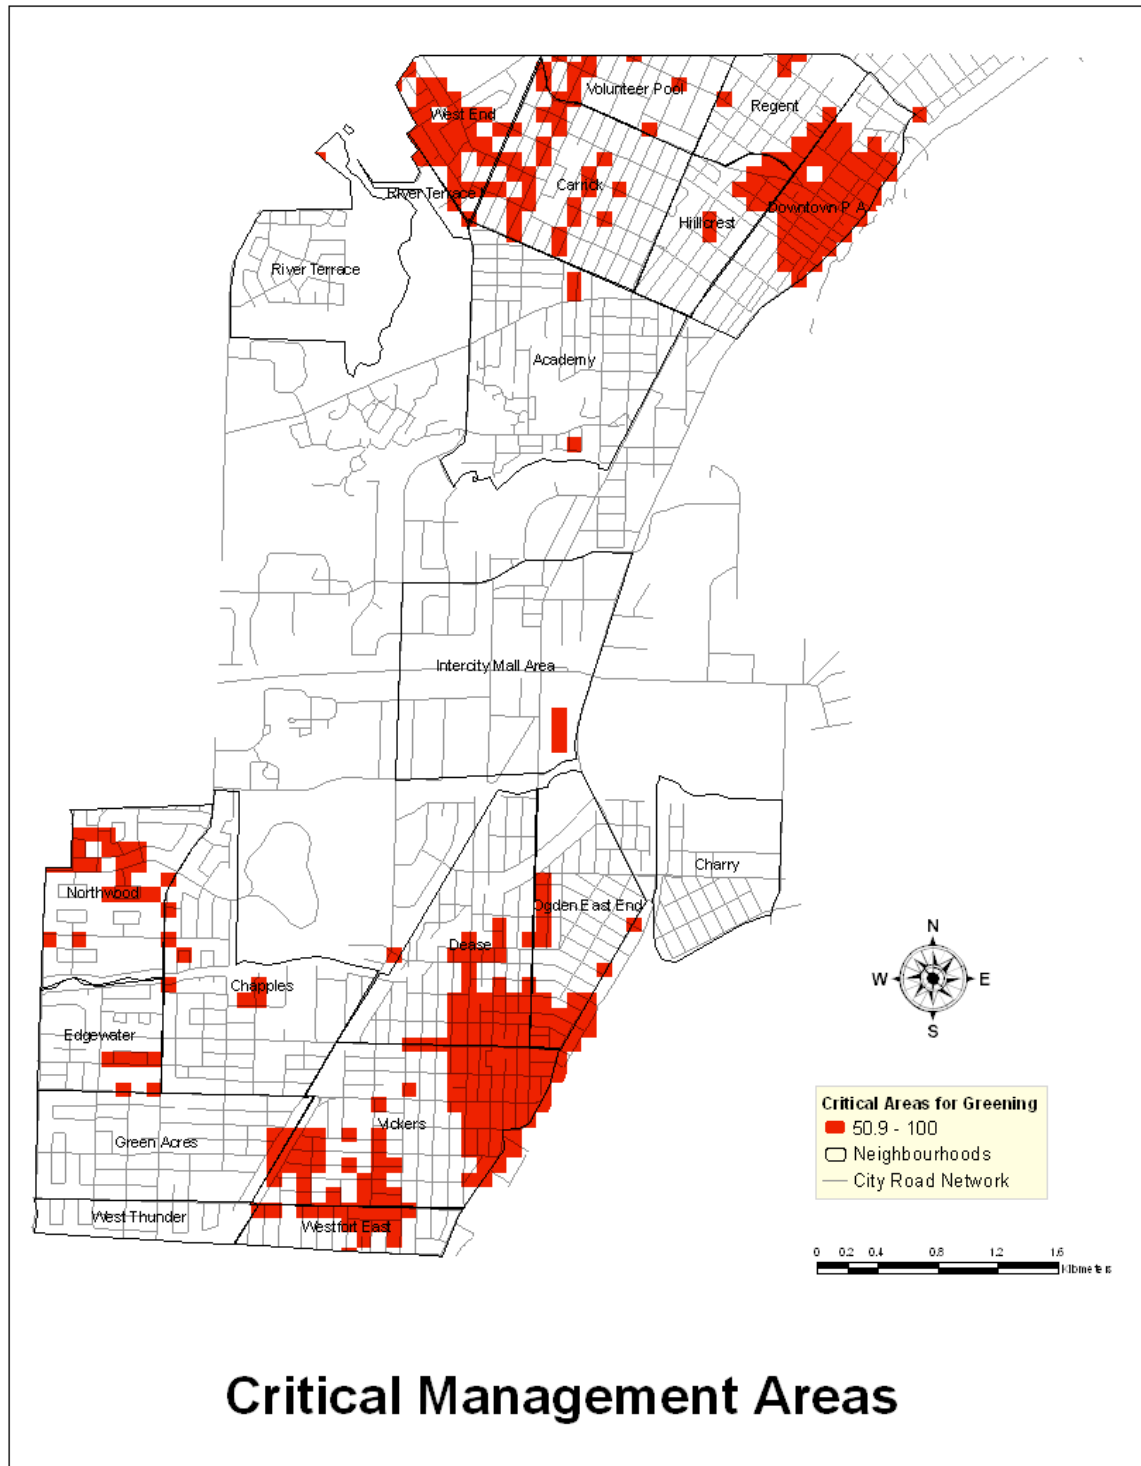 Volunteer Pool
Regent
West End
Carrick
River Terrace
Downtown P.A.
Hillcrest
River Terrace
Academy
Intercity Mall Area
Charry
Northwood
Ogden East End
Dease
Chapples
Edgewater
Vickers
Green Acres
West Thunder
Westfort East
N
W E
S
Critical Areas for Greening
50.9 - 100
Neighbourhoods
City Road Network
0 0.2 0.4 0.8 1.2 1.6
Kilometers
Critical Management Areas